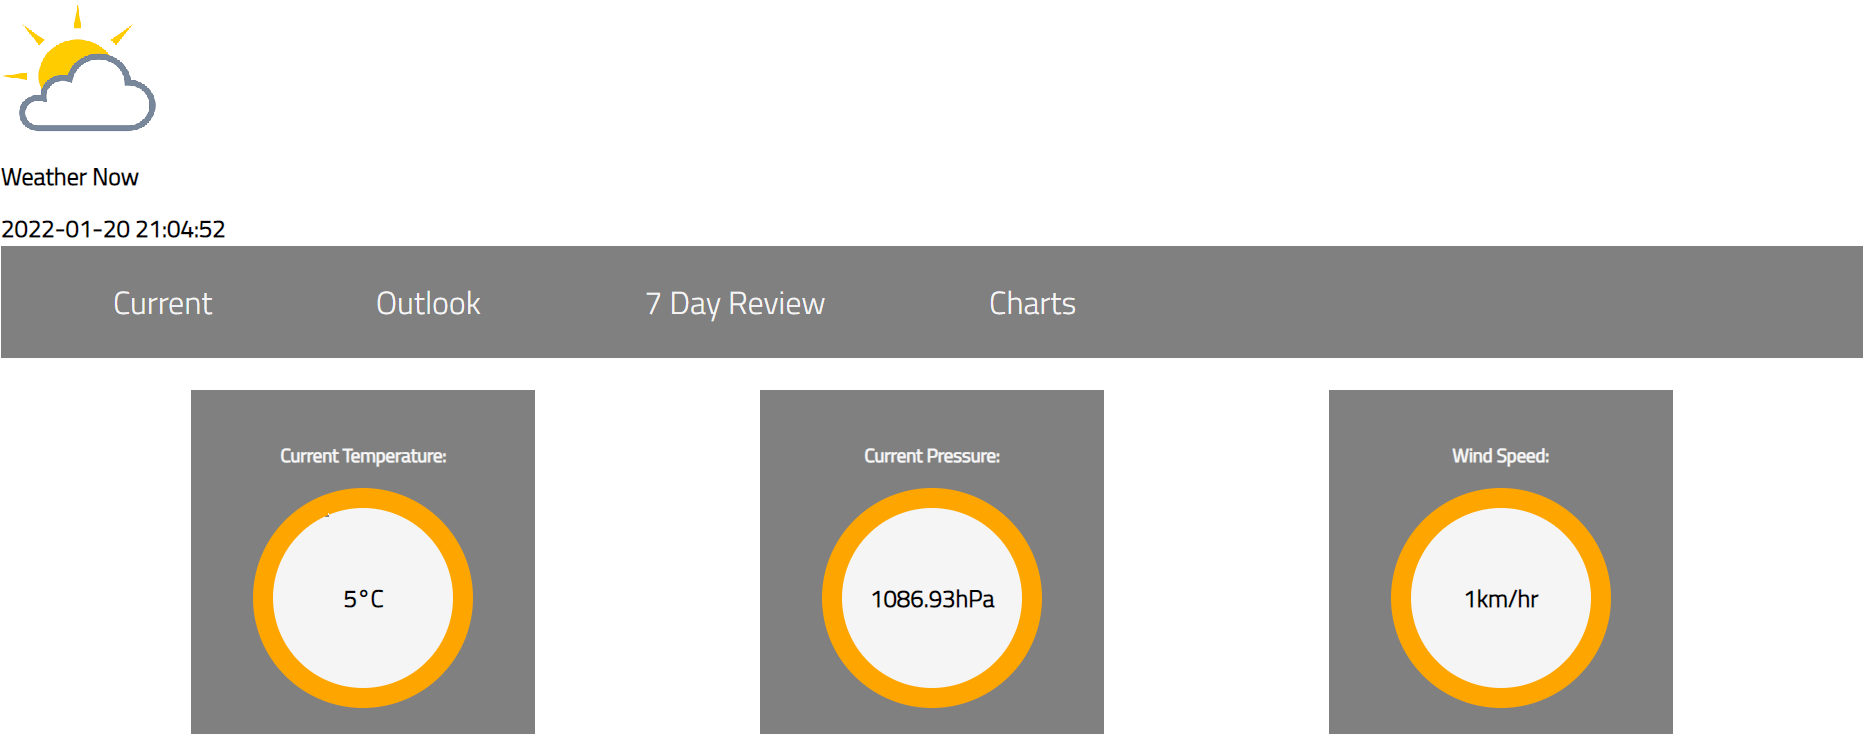 Weather Now
2022-01-20 21:04:52
Current Outlook 7 Day Review Charts
Current Temperature: Current Pressure: Wind Speed:
5°C 1086.93hPa 1km/hr